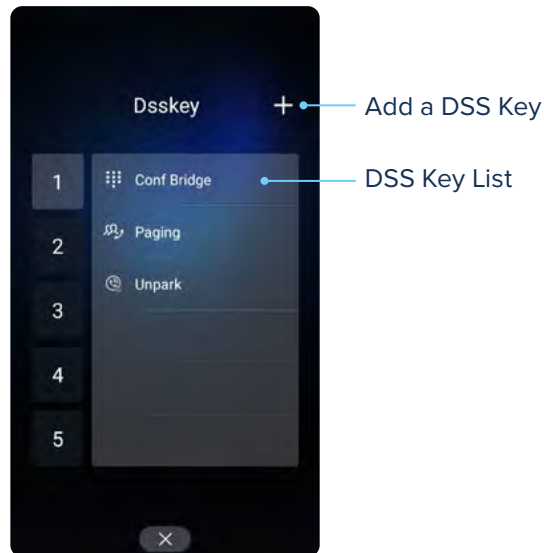 Dsskey +
Add a DSS Key
1
Conf Bridge
DSS Key List
2
Paging
Unpark
3
4
5